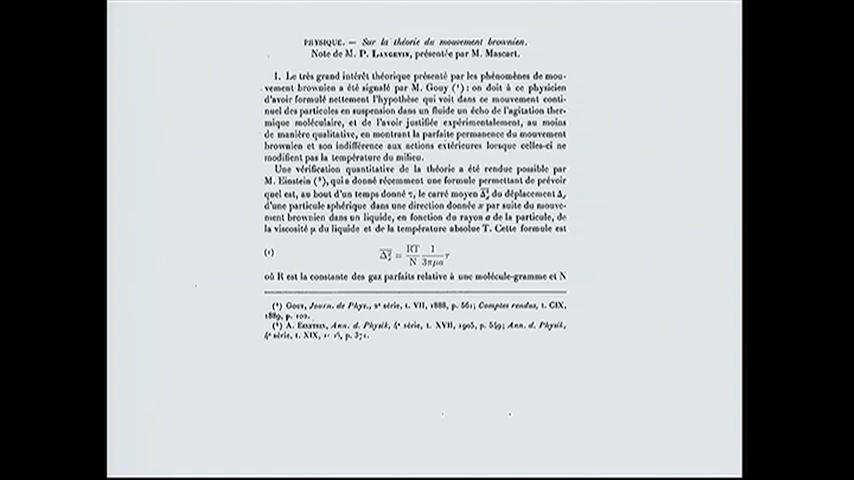 PHYSIQUE. — Sur la théorie du mouvement brownien.
Note de M. P. LANGEVIN, présentée par M. Mascart.
1. Le très grand intérêt théorique présenté par les phénomènes de mou-
vement brownien a été signalé par M. Gouy (¹) : on doit à ce physicien
d'avoir formulé nettement l'hypothèse qui voit dans ce mouvement conti-
nuel des particules en suspension dans un fluide un écho de l'agitation ther-
mique moléculaire, et de l'avoir justifiée expérimentalement, au moins
de manière qualitative, en montrant la parfaite permanence du mouvement
brownien et son indifférence aux actions extérieures lorsque celles-ci ne
modifient pas la température du milieu.
Une vérification quantitative de la théorie a été rendue possible par
M. Einstein (²), qui a donné récemment une formule permettant de prévoir
quel est, au bout d'un temps donné τ, le carré moyen Δₓ² du déplacement Δₓ
d'une particule sphérique dans une direction donnée x par suite du mouve-
ment brownien dans un liquide, en fonction du rayon a de la particule, de
la viscosité μ du liquide et de la température absolue T. Cette formule est
(1) Δₓ² = RT/N 1/3πμa τ
où R est la constante des gaz parfaits relative à une molécule-gramme et N
(¹) GOUY, Journ. de Phys., 2ᵉ série, t. VII, 1888, p. 561; Comptes rendus, t. CIX,
1889, p. 102.
(²) A. EINSTEIN, Ann. d. Physik, 4ᵉ série, t. XVII, 1905, p. 549; Ann. d. Physik,
4ᵉ série, t. XIX, p. 371.